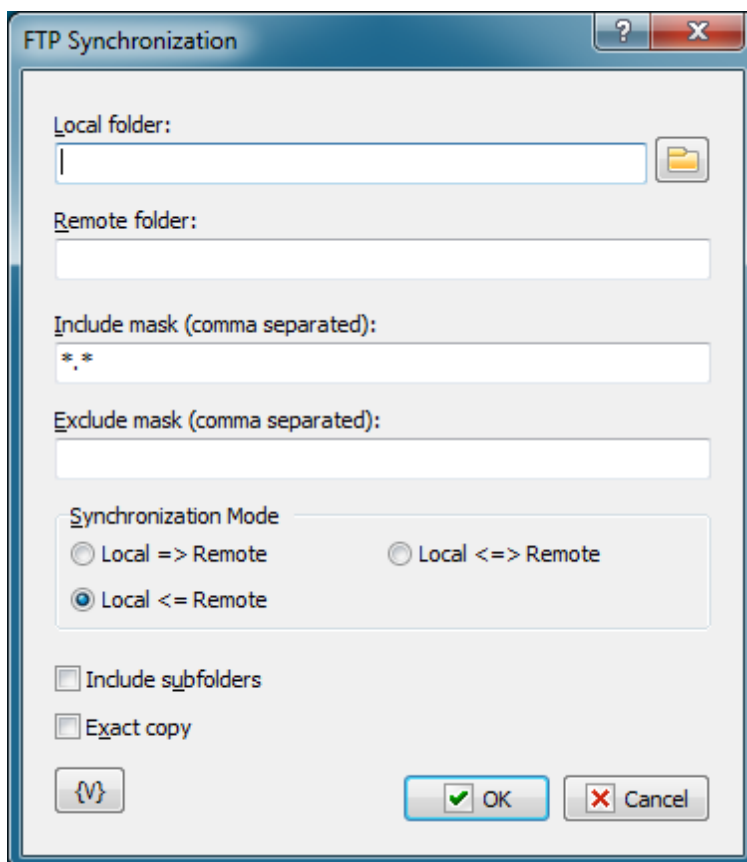 FTP Synchronization
?
Local folder:
Remote folder:
Include mask (comma separated):
*.*
Exclude mask (comma separated):
Synchronization Mode
Local => Remote
Local <=> Remote
Local <= Remote
Include subfolders
Exact copy
{V}
OK
Cancel